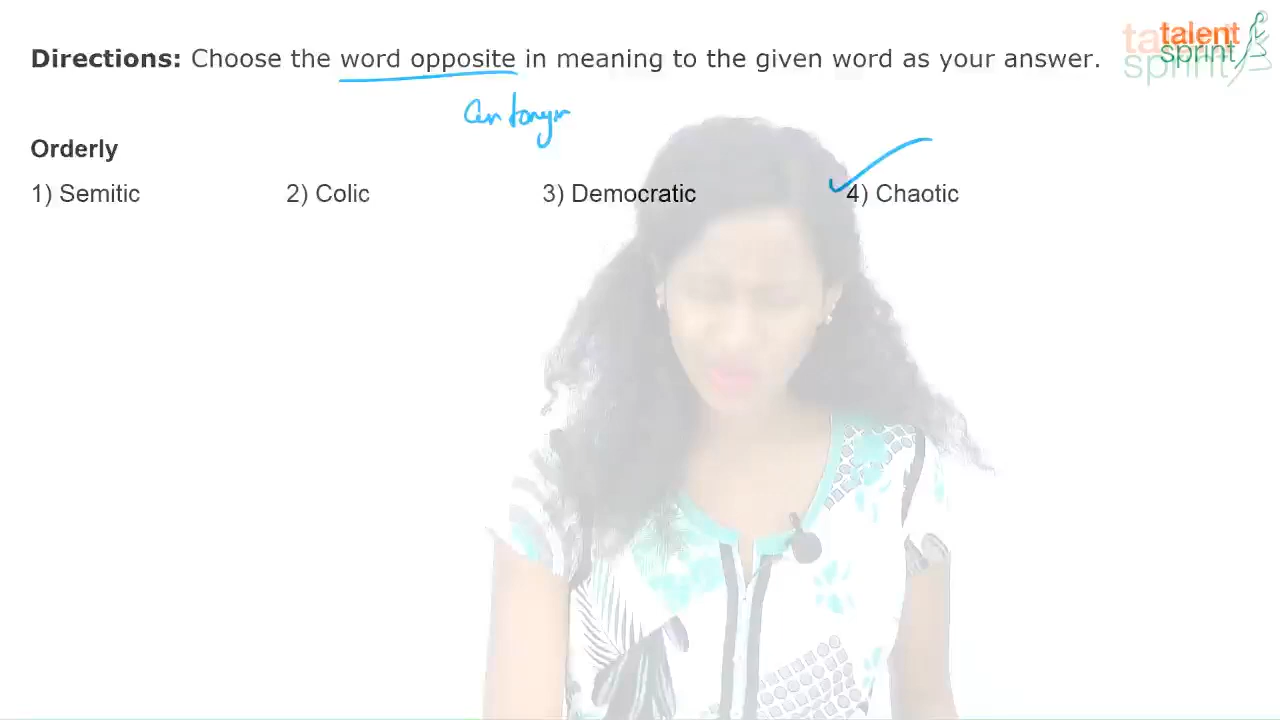 talent
sprint
Directions: Choose the word opposite in meaning to the given word as your answer.
antonym
Orderly
1) Semitic 2) Colic 3) Democratic 4) Chaotic